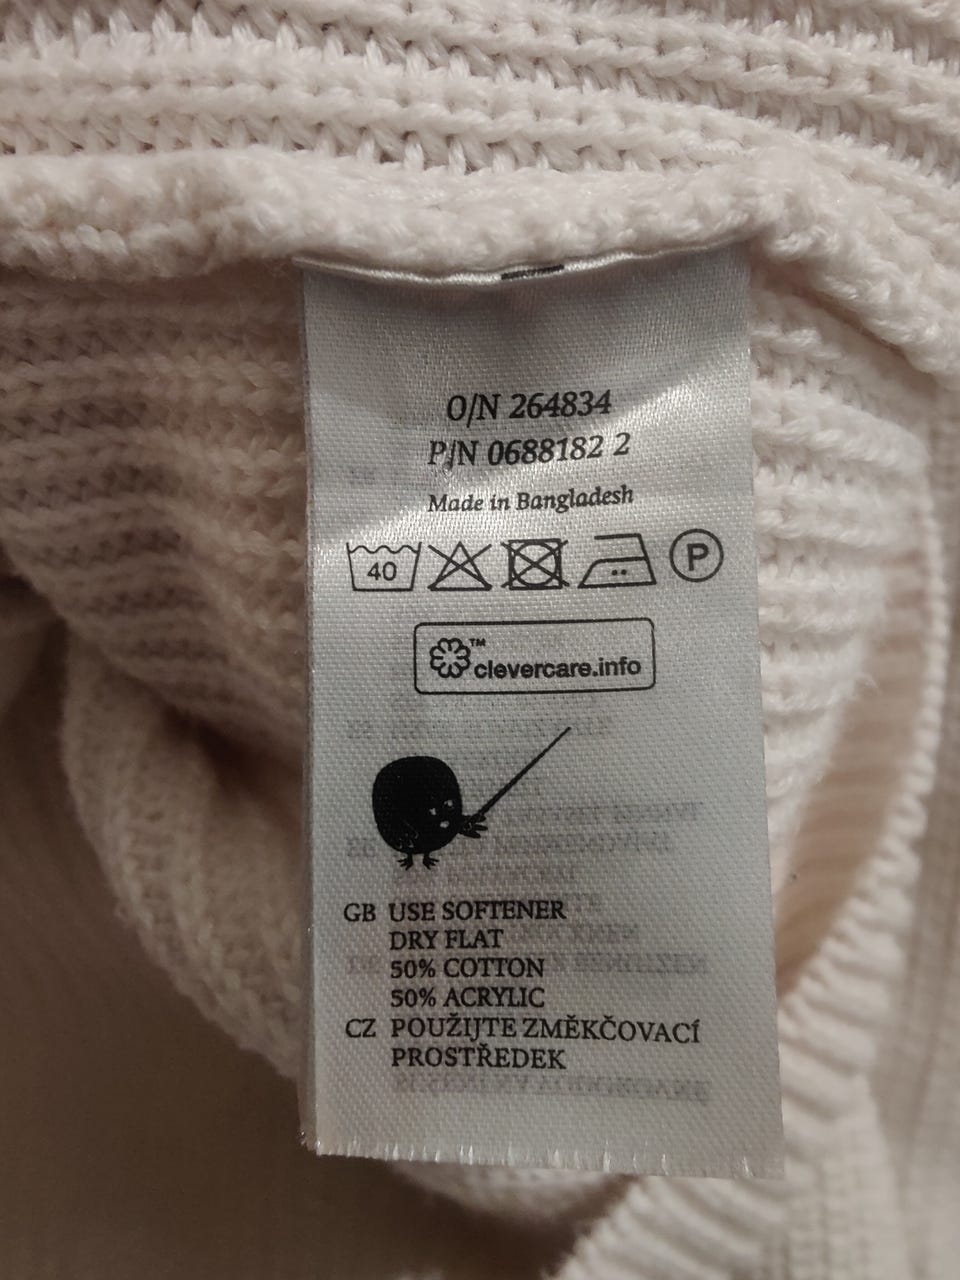 O/N 264834
P/N 0688182 2
Made in Bangladesh
40 P
™
clevercare.info
GB USE SOFTENER
DRY FLAT
50% COTTON
50% ACRYLIC
CZ POUŽIJTE ZMĚKČOVACÍ
PROSTŘEDEK